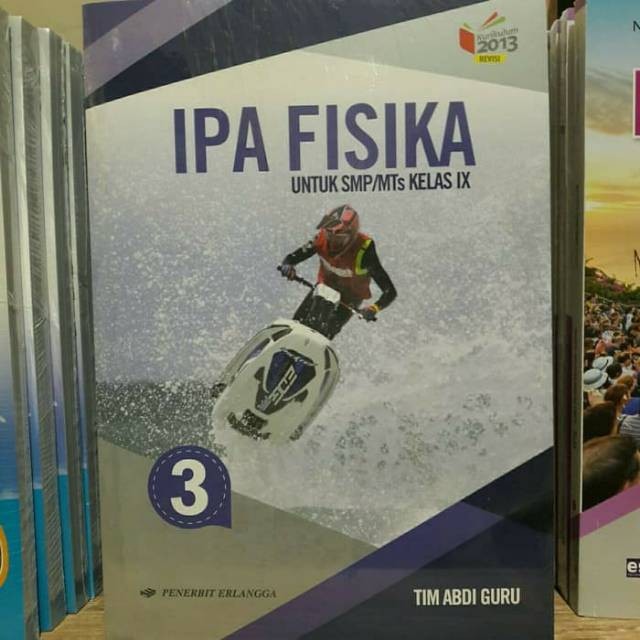 Kurikulum
2013
REVISI
IPA FISIKA
UNTUK SMP/MTs KELAS IX
3
PENERBIT ERLANGGA
TIM ABDI GURU